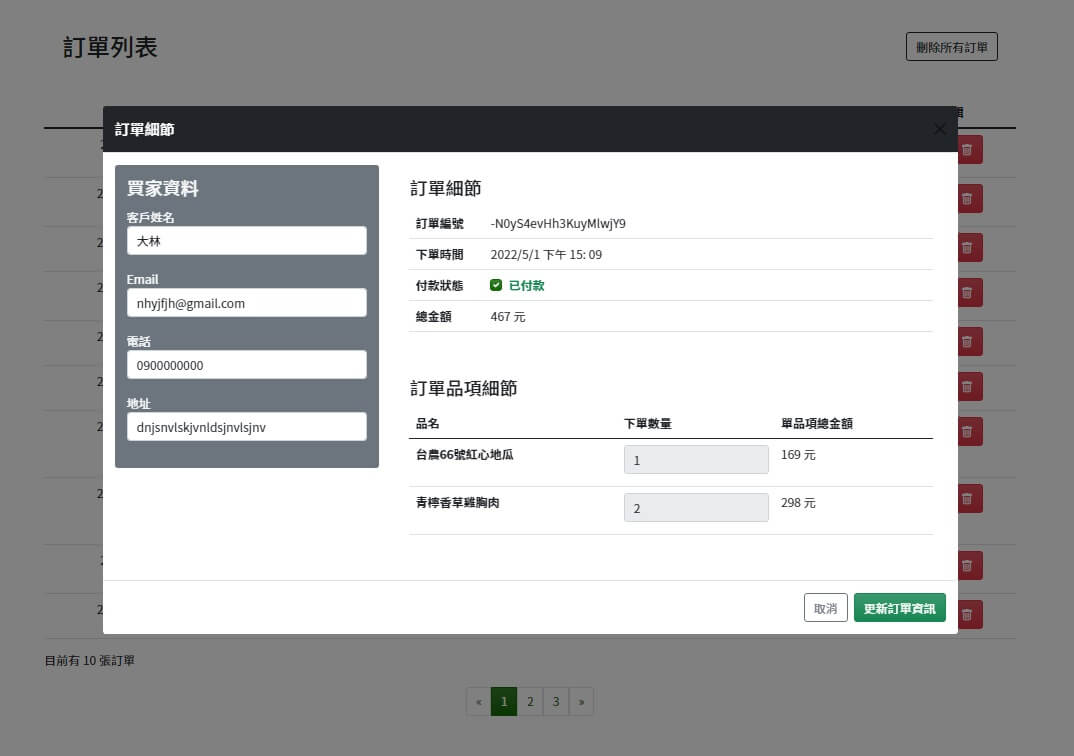 訂單列表
刪除所有訂單
訂單細節
買家資料
客戶姓名
大林
Email
nhyjfjh@gmail.com
電話
0900000000
地址
dnjsnvlskjvnldsjnvlsjnv
訂單細節
訂單編號 -N0yS4evHh3KuyMlwjY9
下單時間 2022/5/1 下午 15: 09
付款狀態 已付款
總金額 467 元
訂單品項細節
品名 下單數量 單品項總金額
台農66號紅心地瓜 1 169 元
青檸香草雞胸肉 2 298 元
取消 更新訂單資訊
目前有 10 張訂單
« 1 2 3 »